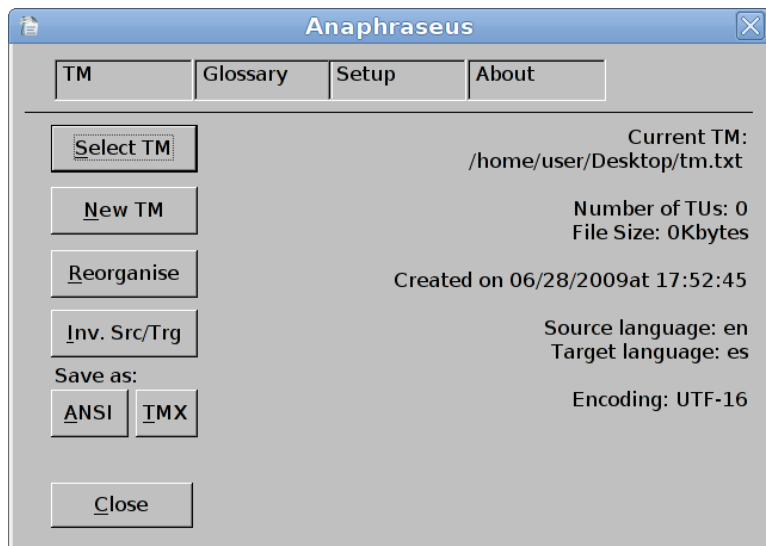 Anaphraseus
TM Glossary Setup About
Select TM
New TM
Reorganise
Inv. Src/Trg
Save as:
ANSI TMX
Close
Current TM:
/home/user/Desktop/tm.txt
Number of TUs: 0
File Size: 0Kbytes
Created on 06/28/2009at 17:52:45
Source language: en
Target language: es
Encoding: UTF-16